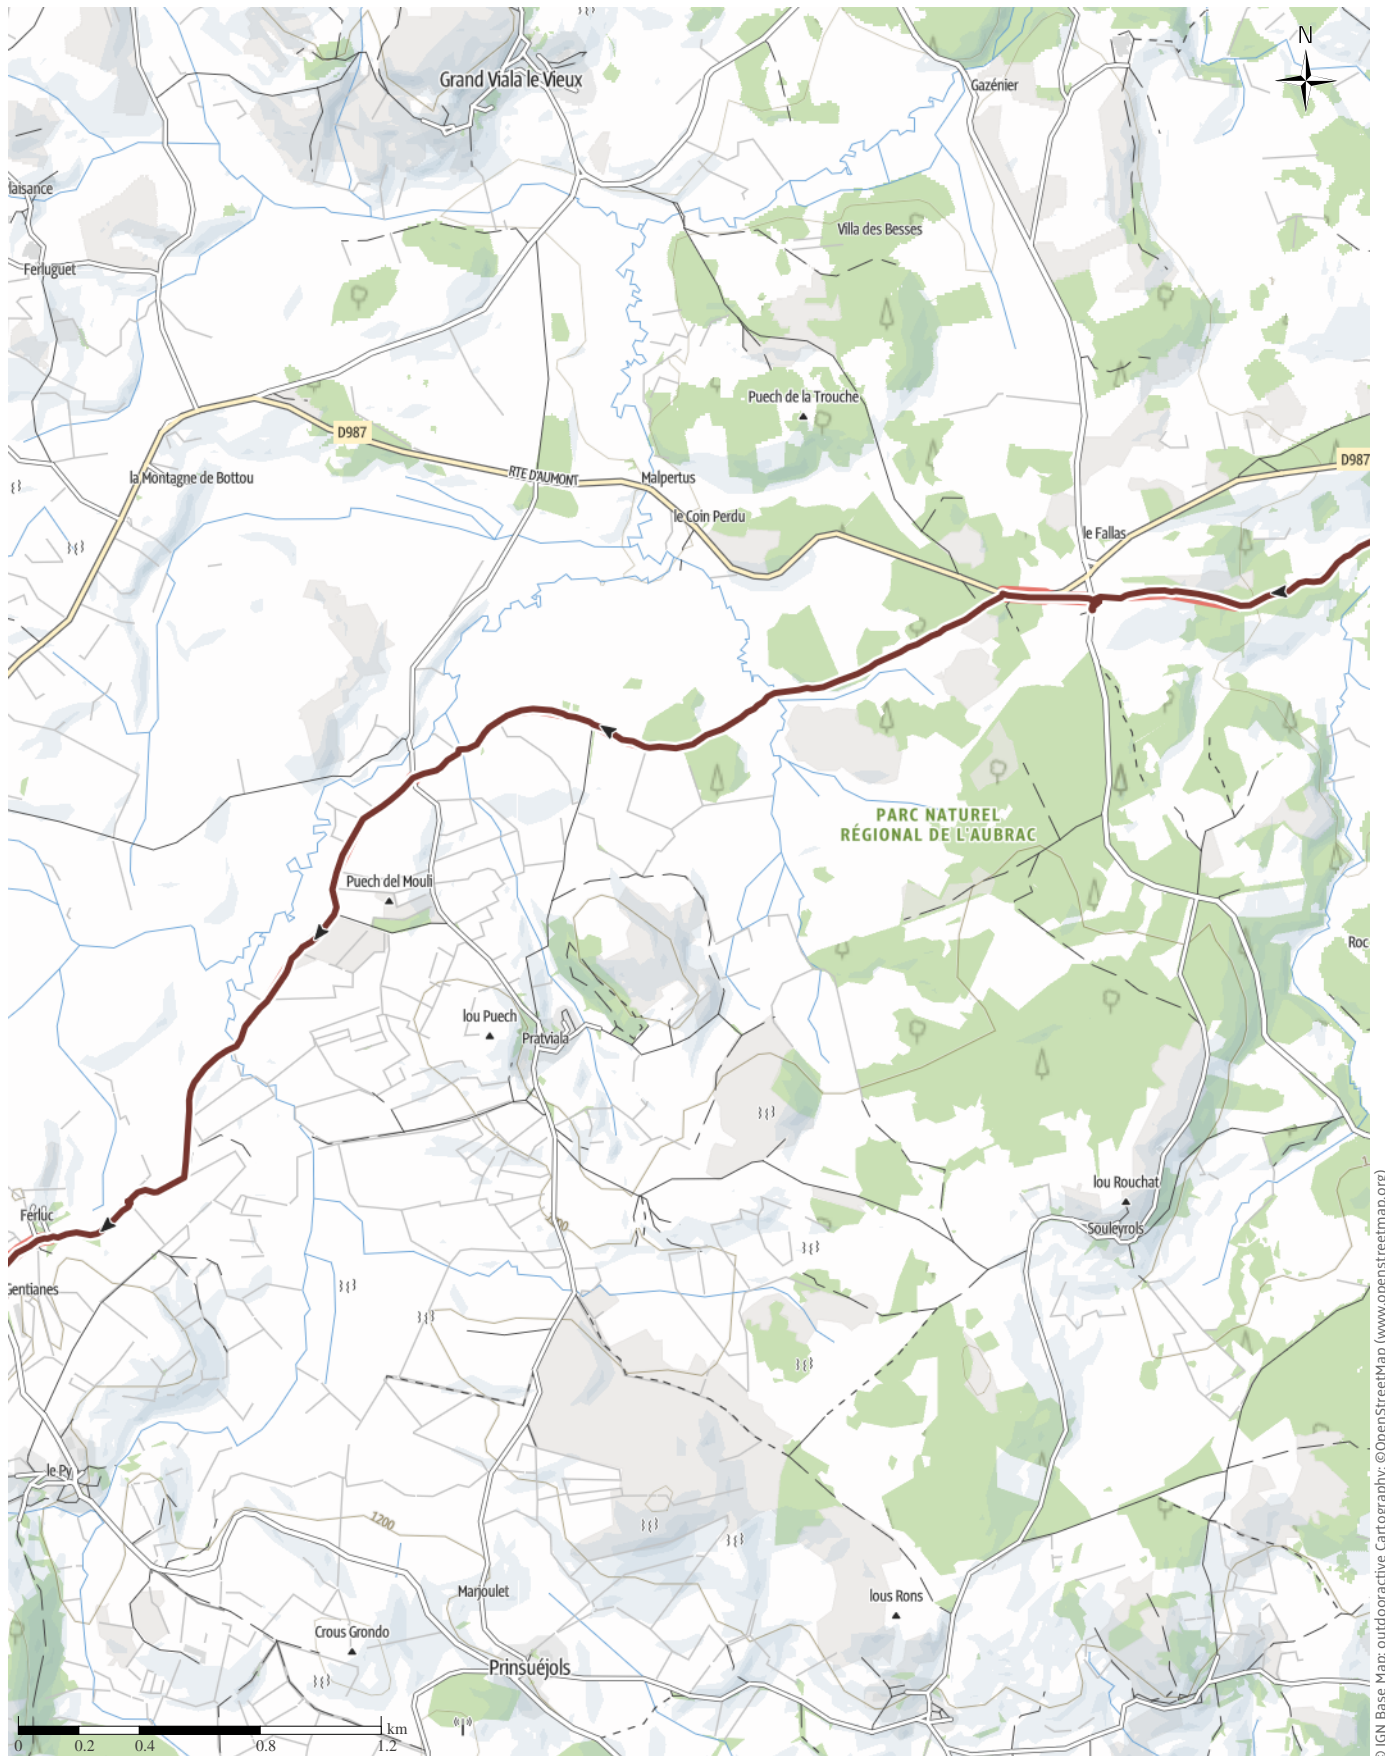 N
Grand Viala le Vieux
Gazénier
laisance
Villa des Besses
Ferluguet
Puech de la Trouche
D987
D987
la Montagne de Bottou
RTE D'AUMONT
Malpertus
le Coin Perdu
le Fallas
PARC NATUREL
RÉGIONAL DE L'AUBRAC
Puech del Mouli
Roc
lou Puech
Pratviala
lou Rouchat
Ferluc
Souleyrols
Gentianes
le Py
1200
Marjoulet
lous Rons
Crous Grondo
Prinsuéjols
km
0 0.2 0.4 0.8 1.2
IGN Base Map: outdooractive Cartography: ©OpenStreetMap (www.openstreetmap.org)